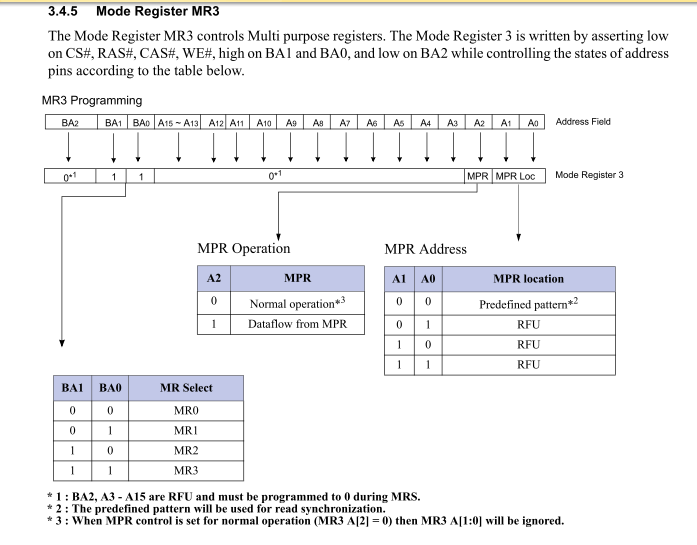 3.4.5 Mode Register MR3
The Mode Register MR3 controls Multi purpose registers. The Mode Register 3 is written by asserting low
on CS#, RAS#, CAS#, WE#, high on BA1 and BA0, and low on BA2 while controlling the states of address
pins according to the table below.
MR3 Programming
BA2 BA1 BA0 A15 ~ A13 A12 A11 A10 A9 A8 A7 A6 A5 A4 A3 A2 A1 A0 Address Field
0*1 1 1 0*1 MPR MPR Loc Mode Register 3
MPR Operation
A2 MPR
0 Normal operation*3
1 Dataflow from MPR
MPR Address
A1 A0 MPR location
0 0 Predefined pattern*2
0 1 RFU
1 0 RFU
1 1 RFU
BA1 BA0 MR Select
0 0 MR0
0 1 MR1
1 0 MR2
1 1 MR3
* 1 : BA2, A3 - A15 are RFU and must be programmed to 0 during MRS.
* 2 : The predefined pattern will be used for read synchronization.
* 3 : When MPR control is set for normal operation (MR3 A[2] = 0) then MR3 A[1:0] will be ignored.